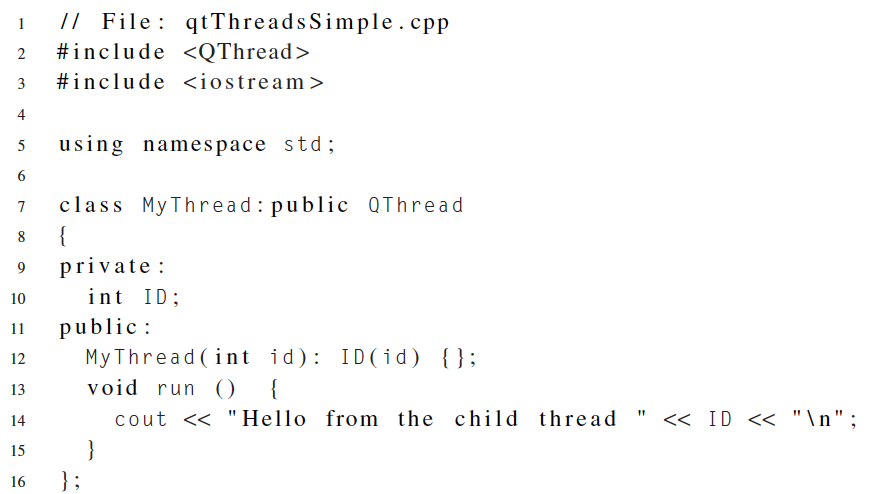 1 // File: qtThreadsSimple.cpp
2 #include <QThread>
3 #include <iostream>
4
5 using namespace std;
6
7 class MyThread:public QThread
8 {
9 private:
10 int ID;
11 public:
12 MyThread(int id): ID(id) {};
13 void run () {
14 cout << "Hello from the child thread " << ID << "\n";
15 }
16 };